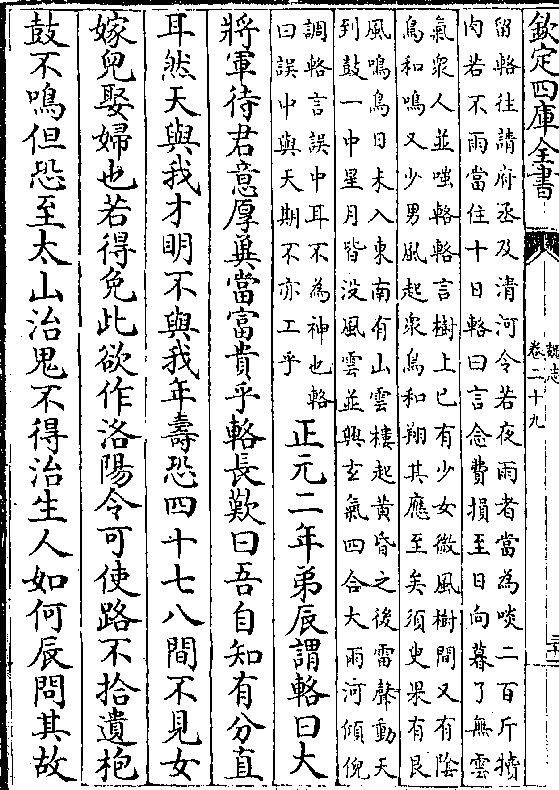 欽定四庫全書
魏志
卷二十九
留輅往請府丞及清河令若夜雨者當為啖二百斤犢
肉若不雨當住十日輅曰言念費損至日向暮了無雲
氣衆人並嗤輅輅言樹上已有少女微風樹間又有陰
鳥和鳴又少男風起衆鳥和翔其應至矣須臾果有艮
風鳴鳥日未入東南有山雲樓起黃昏之後雷聲動天
到鼓一中星月皆没風雲並興玄氣四合大雨河傾倪
調輅言誤中耳不為神也輅
曰誤中與天期不亦工乎
正元二年弟辰謂輅曰大
將軍待君意厚冀當富貴乎輅長歎曰吾自知有分直
耳然天與我才明不與我年壽恐四十七八間不見女
嫁兒娶婦也若得免此欲作洛陽令可使路不拾遺枹
鼓不鳴但恐至太山治鬼不得治生人如何辰問其故